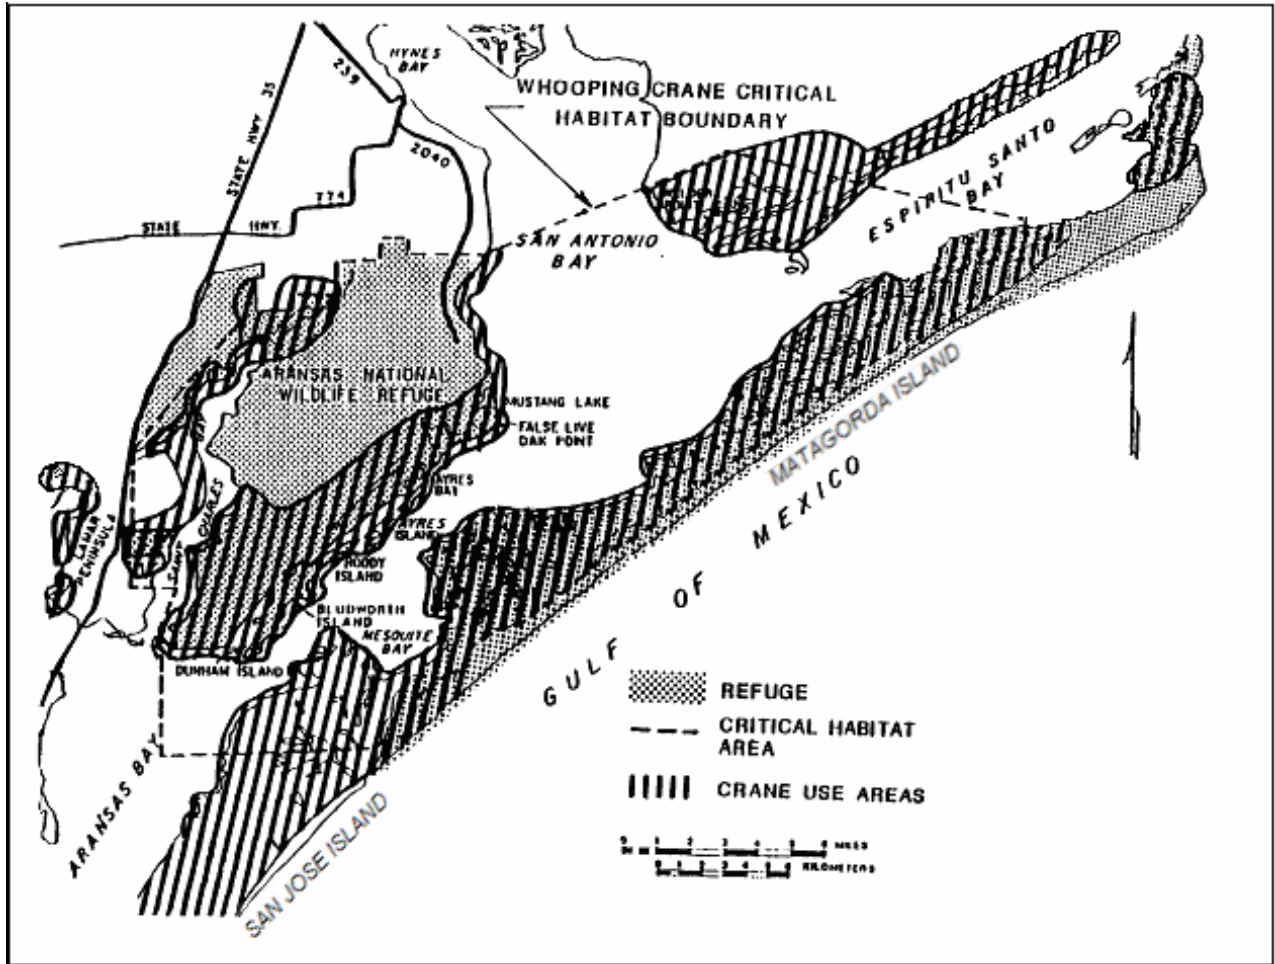 HYNES
BAY
239
STATE HWY 35
WHOOPING CRANE CRITICAL
HABITAT BOUNDARY
2040
774
STATE HWY.
SAN ANTONIO
BAY
ESPIRITU SANTO
BAY
ARANSAS NATIONAL
WILDLIFE REFUGE
MUSTANG LAKE
FALSE LIVE
OAK POINT
MATAGORDA ISLAND
AYRES
BAY
AYRES
ISLAND
LAMAR
PENINSULA
CHARLES
ISLAND
BLUDWORTH
ISLAND
MESQUITE
BAY
DUNHAM ISLAND
GULF OF MEXICO
ARANSAS BAY
SAN JOSE ISLAND
REFUGE
CRITICAL HABITAT
AREA
CRANE USE AREAS
MILES
KILOMETERS